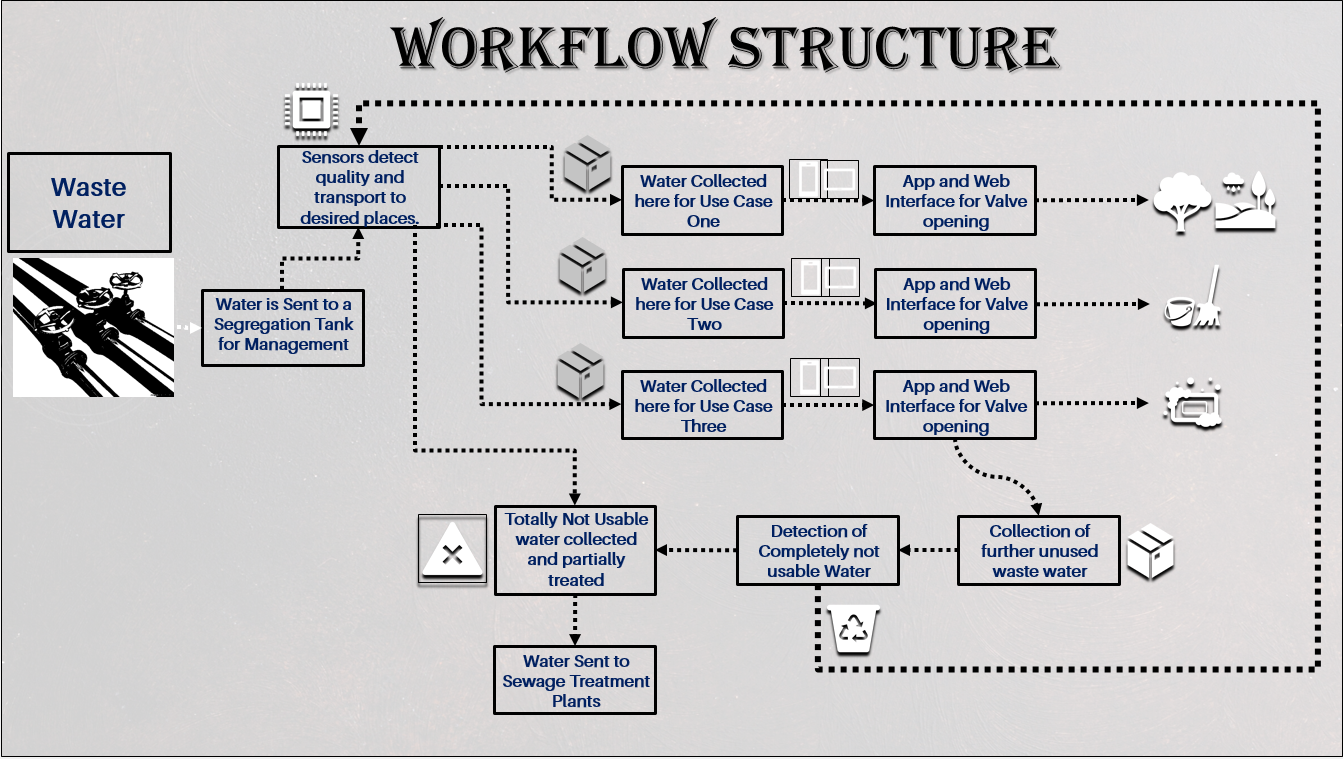 WORKFLOW STRUCTURE
Waste
Water
Sensors detect
quality and
transport to
desired places.
Water is Sent to a
Segregation Tank
for Management
Water Collected
here for Use Case
One
App and Web
Interface for Valve
opening
Water Collected
here for Use Case
Two
App and Web
Interface for Valve
opening
Water Collected
here for Use Case
Three
App and Web
Interface for Valve
opening
Totally Not Usable
water collected
and partially
treated
Detection of
Completely not
usable Water
Collection of
further unused
waste water
Water Sent to
Sewage Treatment
Plants